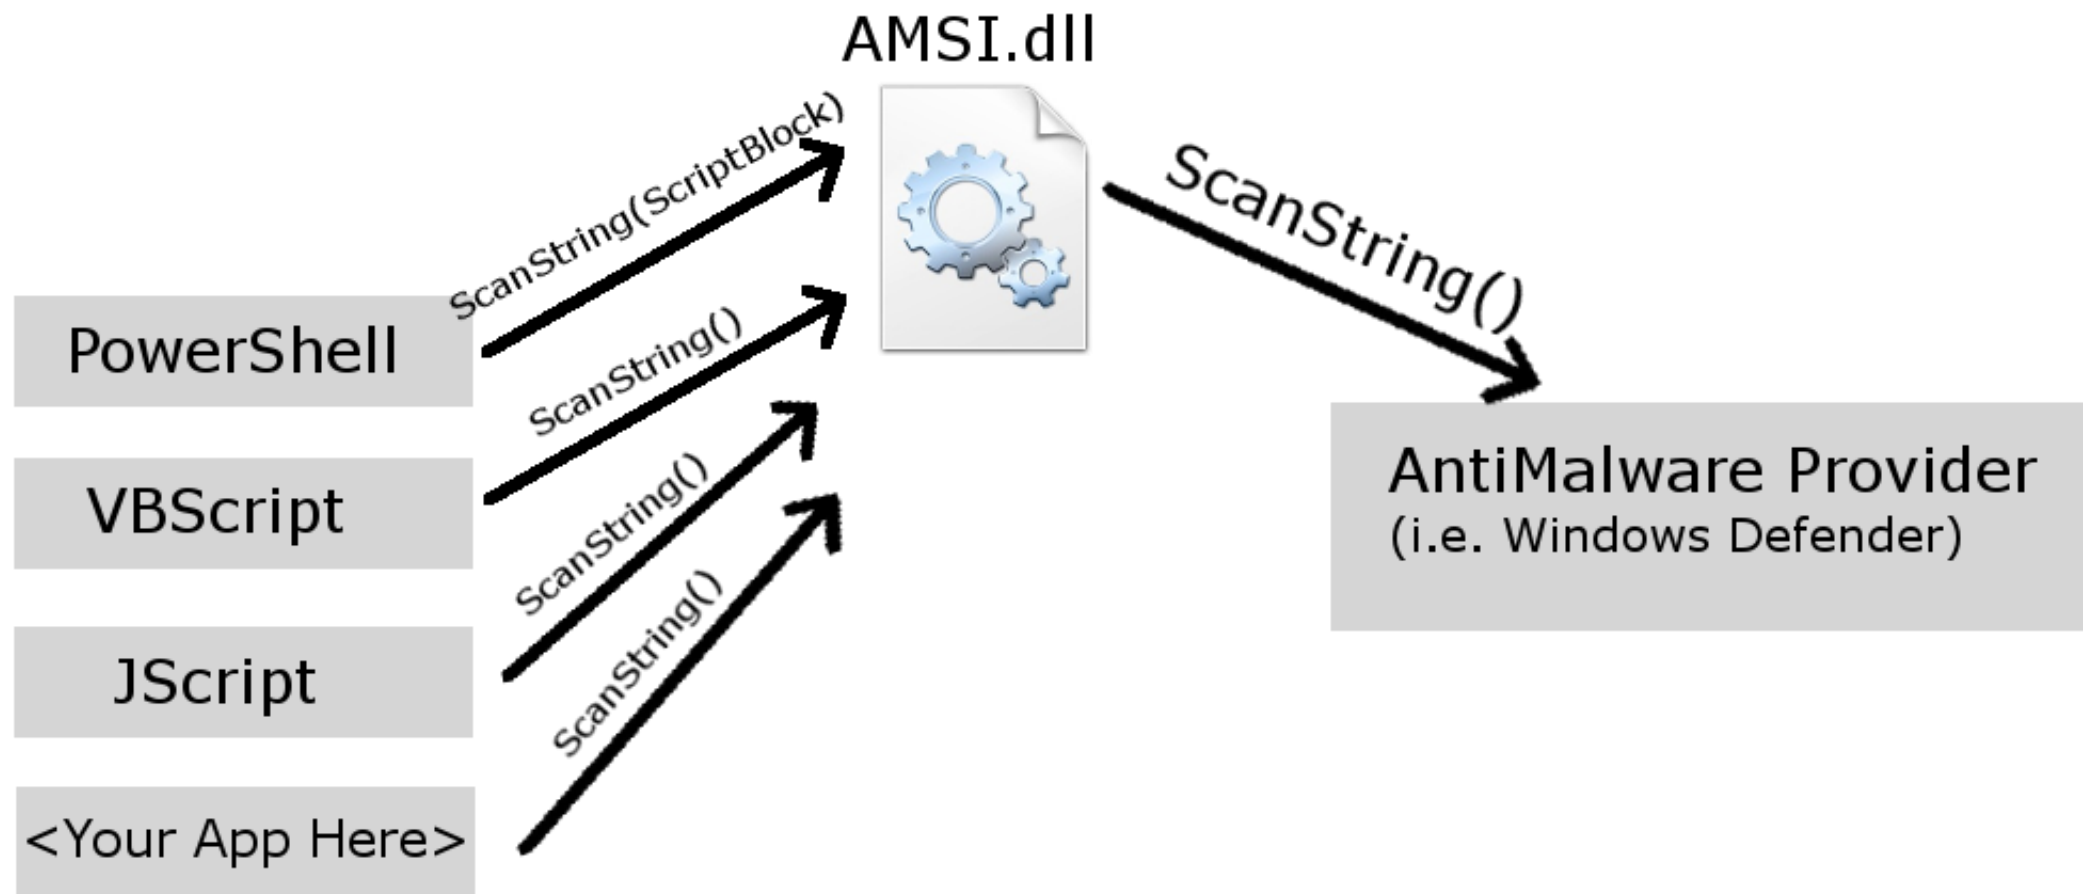 AMSI.dll
ScanString(ScriptBlock)
ScanString()
PowerShell
ScanString()
VBScript
ScanString()
AntiMalware Provider
(i.e. Windows Defender)
JScript
ScanString()
<Your App Here>